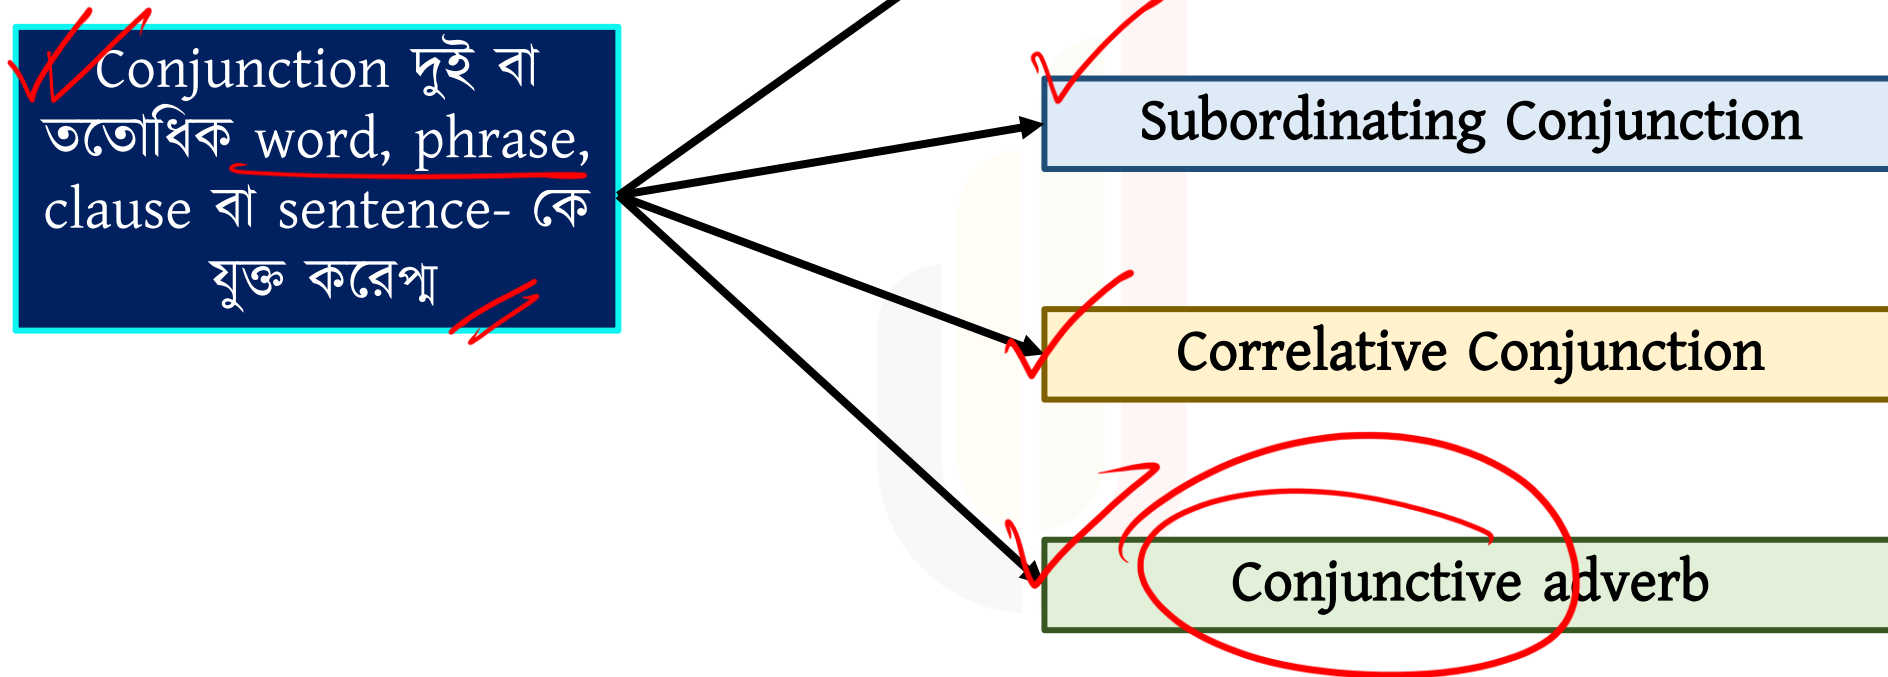 Conjunction দুই বা
ততোধিক word, phrase,
clause বা sentence- কে
যুক্ত করেপ্ম
Subordinating Conjunction
Correlative Conjunction
Conjunctive adverb